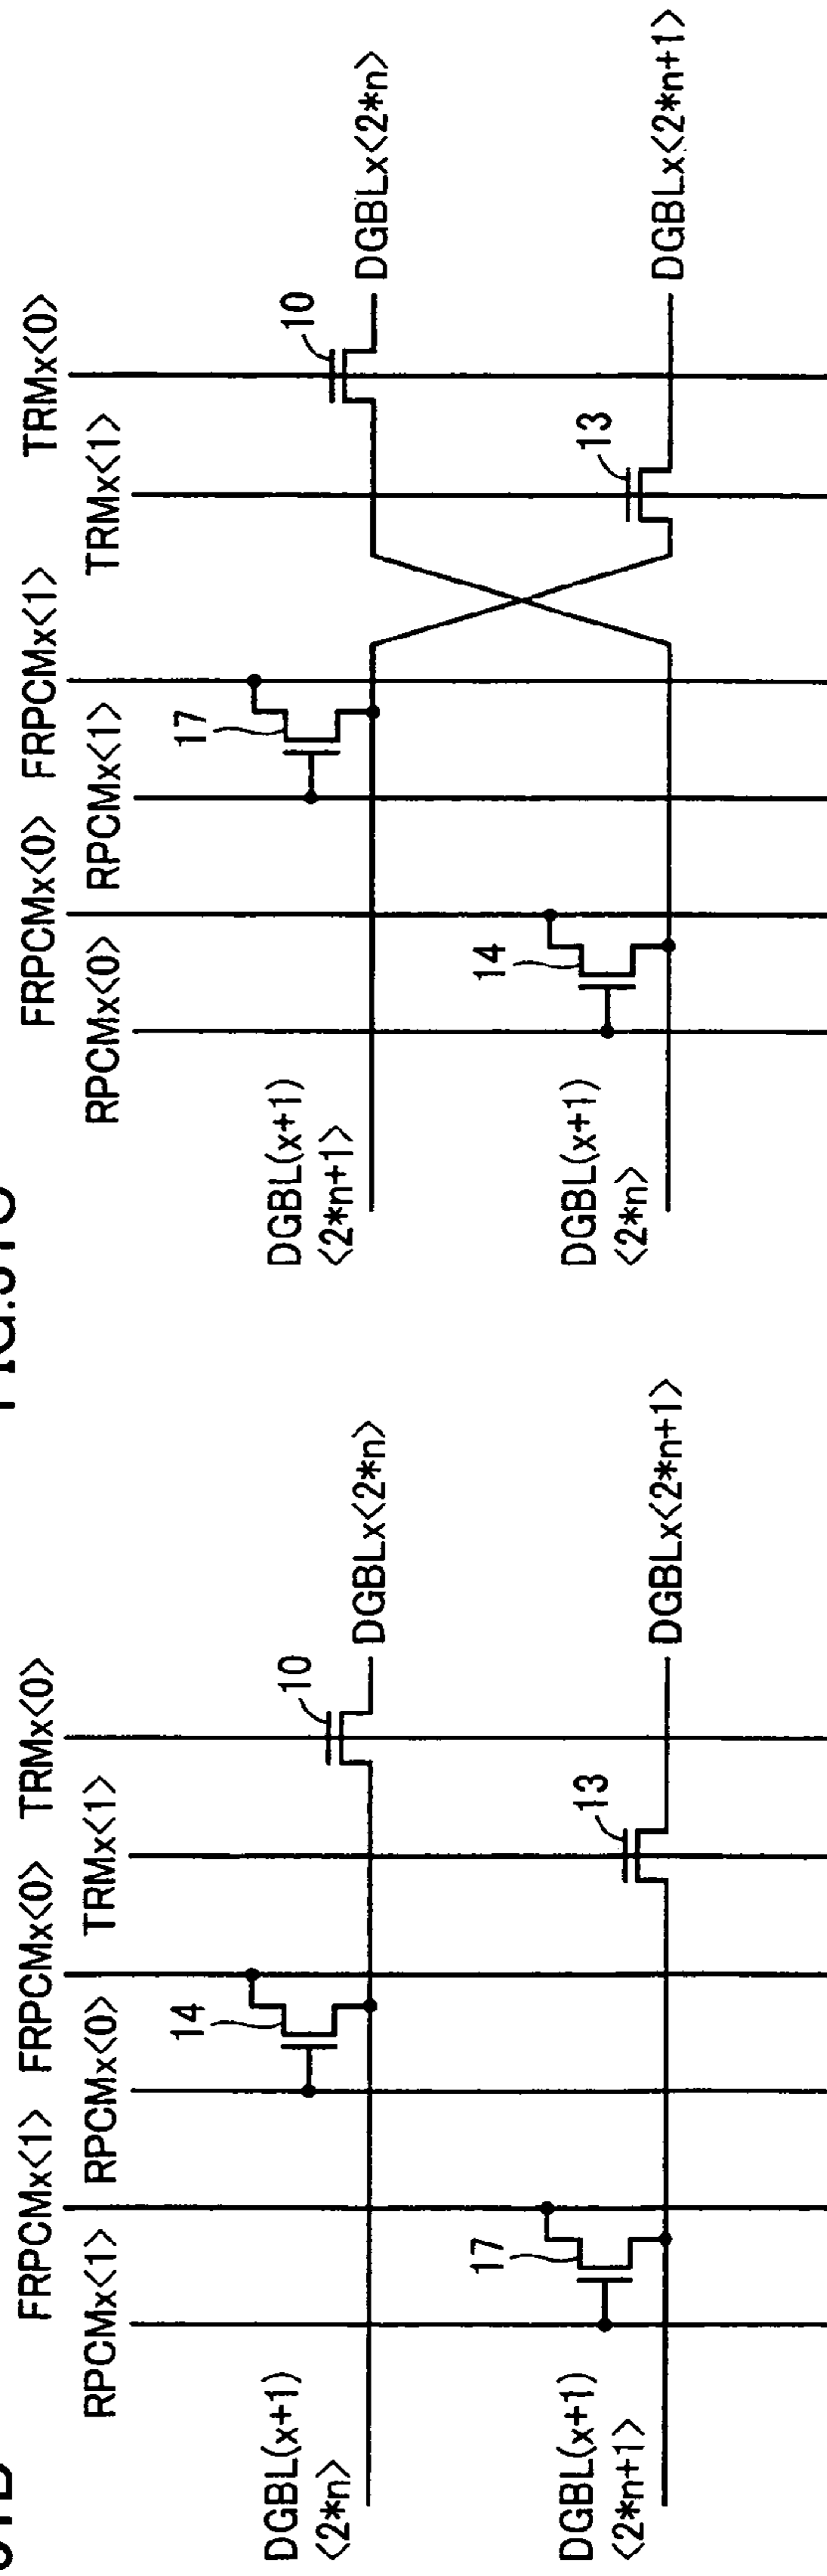 FRPCMx<1> FRPCMx<0> TRMx<0>
RPCMx<1> RPCMx<0> TRMx<1>
14
10
DGBL(x+1)
<2*n>
DGBLx<2*n>
17
13
DGBL(x+1)
<2*n+1>
DGBLx<2*n+1>
FRPCMx<0> FRPCMx<1> TRMx<0>
RPCMx<0> RPCMx<1> TRMx<1>
17
10
DGBL(x+1)
<2*n+1>
DGBLx<2*n>
14
13
DGBL(x+1)
<2*n>
DGBLx<2*n+1>